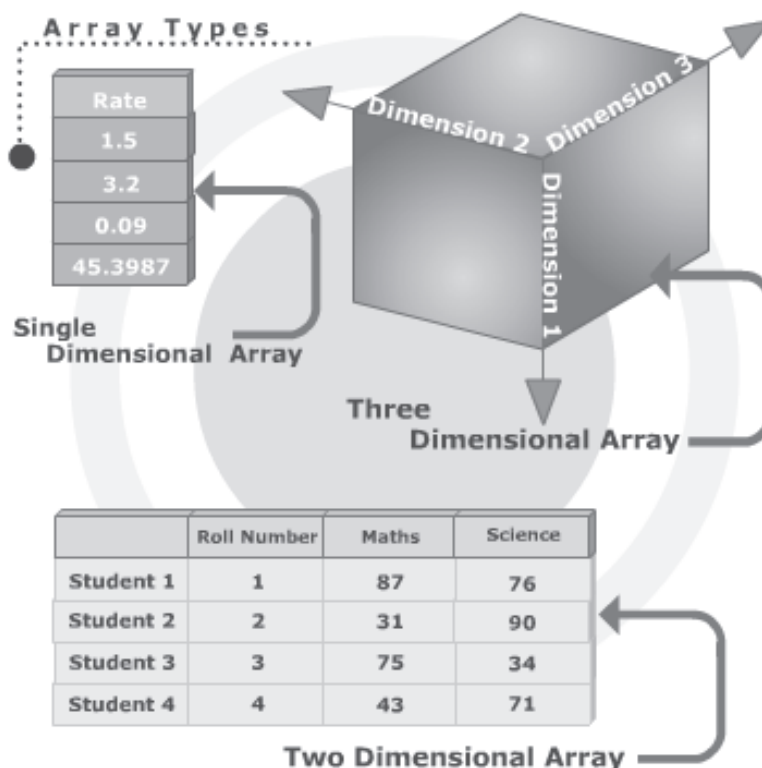 Array Types
Rate
1.5
3.2
0.09
45.3987
Single
Dimensional Array
Dimension 2
Dimension 3
Dimension 1
Three
Dimensional Array
Roll Number Maths Science
Student 1 1 87 76
Student 2 2 31 90
Student 3 3 75 34
Student 4 4 43 71
Two Dimensional Array